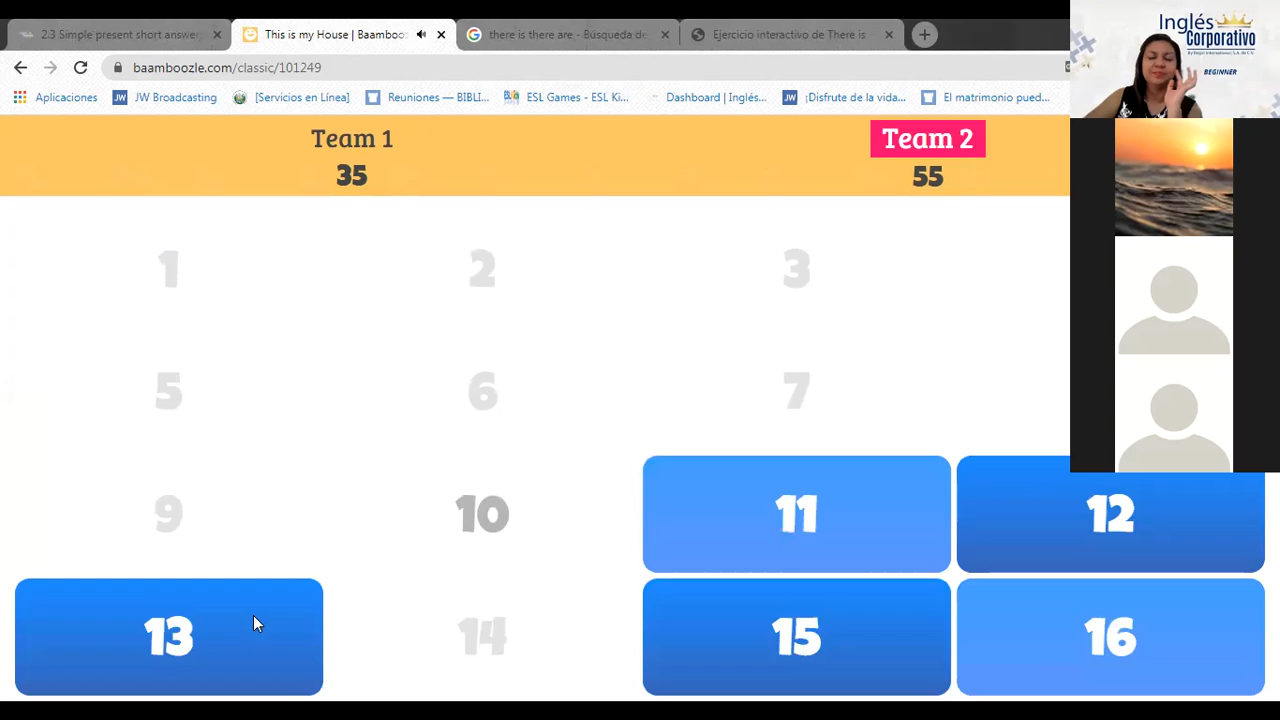 2.3 Simple present short answer
This is my House | Baambooz
there is there are - Búsqueda de
Ejercicio interactivo de There is
baamboozle.com/classic/101249
Aplicaciones
JW Broadcasting
[Servicios en Línea]
Reuniones — BIBLI...
ESL Games - ESL Ki...
Dashboard | Inglés...
¡Disfrute de la vida...
El matrimonio pued...
Inglés
Corporativo
BEGINNER
Team 1
Team 2
35
55
1
2
3
5
6
7
9
10
11
12
13
14
15
16